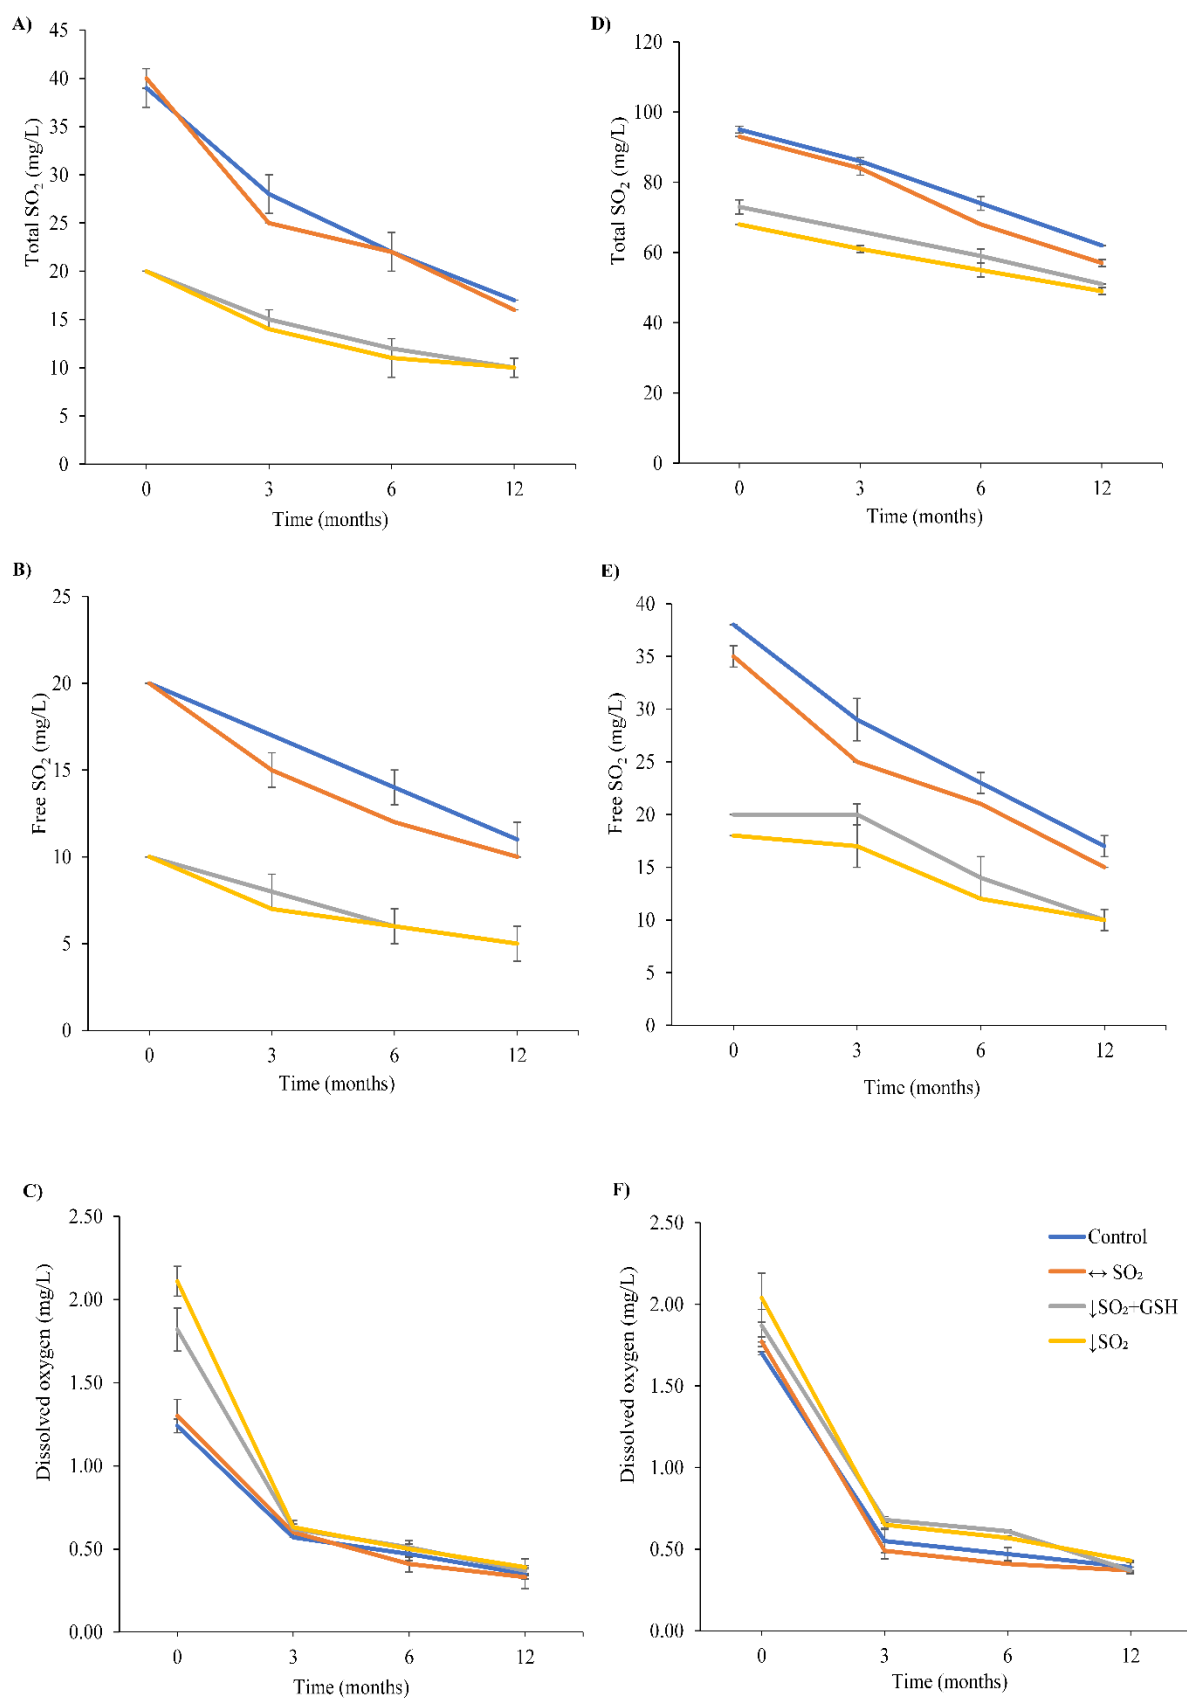 A)
45
40
35
30
25
20
15
10
5
0
Total SO₂ (mg/L)
0 3 6 12
Time (months)
D)
120
100
80
60
40
20
0
Total SO₂ (mg/L)
0 3 6 12
Time (months)
B)
25
20
15
10
5
0
Free SO₂ (mg/L)
0 3 6 12
Time (months)
E)
40
35
30
25
20
15
10
5
0
Free SO₂ (mg/L)
0 3 6 12
Time (months)
C)
2.50
2.00
1.50
1.00
0.50
0.00
Dissolved oxygen (mg/L)
0 3 6 12
Time (months)
F)
2.50
2.00
1.50
1.00
0.50
0.00
Dissolved oxygen (mg/L)
0 3 6 12
Time (months)
Control
↔ SO₂
↓SO₂+GSH
↓SO₂